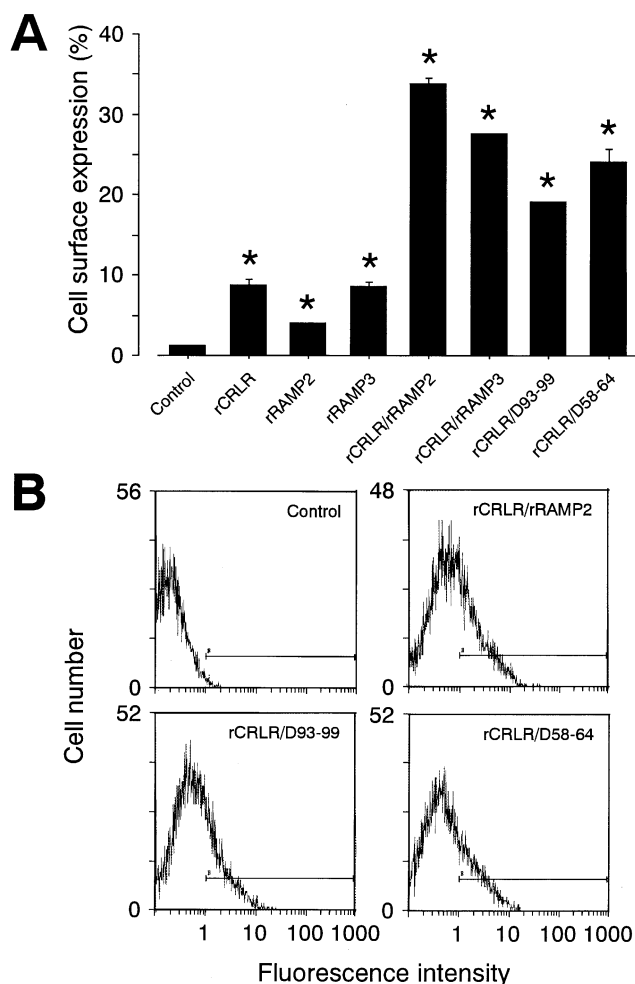 A
Cell surface expression (%)
40
30
20
10
0
*
*
*
*
*
*
*
Control
rCRLR
rRAMP2
rRAMP3
rCRLR/rRAMP2
rCRLR/rRAMP3
rCRLR/D93-99
rCRLR/D58-64
B
Cell number
56
Control
0
48
rCRLR/rRAMP2
0
52
rCRLR/D93-99
0
52
rCRLR/D58-64
0
1 10 100 1000
1 10 100 1000
Fluorescence intensity